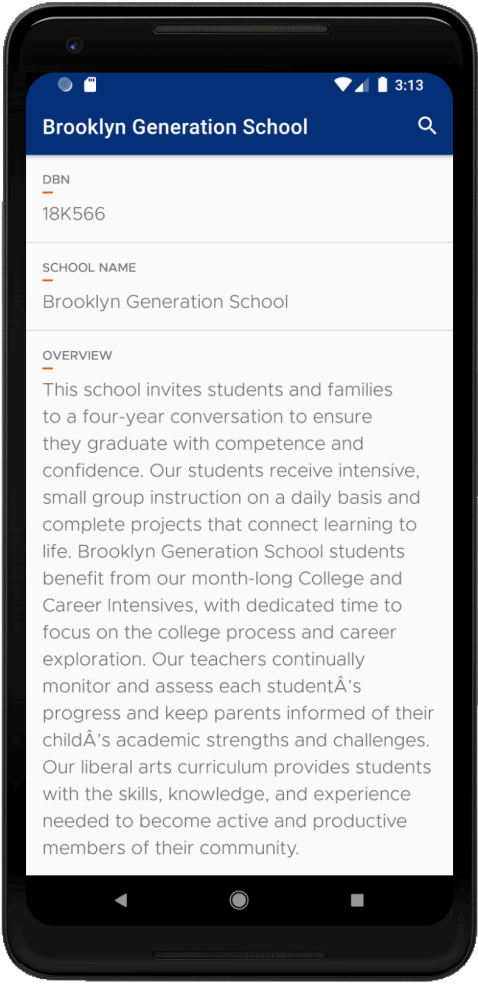 3:13
Brooklyn Generation School
DBN
18K566
SCHOOL NAME
Brooklyn Generation School
OVERVIEW
This school invites students and families
to a four-year conversation to ensure
they graduate with competence and
confidence. Our students receive intensive,
small group instruction on a daily basis and
complete projects that connect learning to
life. Brooklyn Generation School students
benefit from our month-long College and
Career Intensives, with dedicated time to
focus on the college process and career
exploration. Our teachers continually
monitor and assess each studentÂ’s
progress and keep parents informed of their
childÂ’s academic strengths and challenges.
Our liberal arts curriculum provides students
with the skills, knowledge, and experience
needed to become active and productive
members of their community.